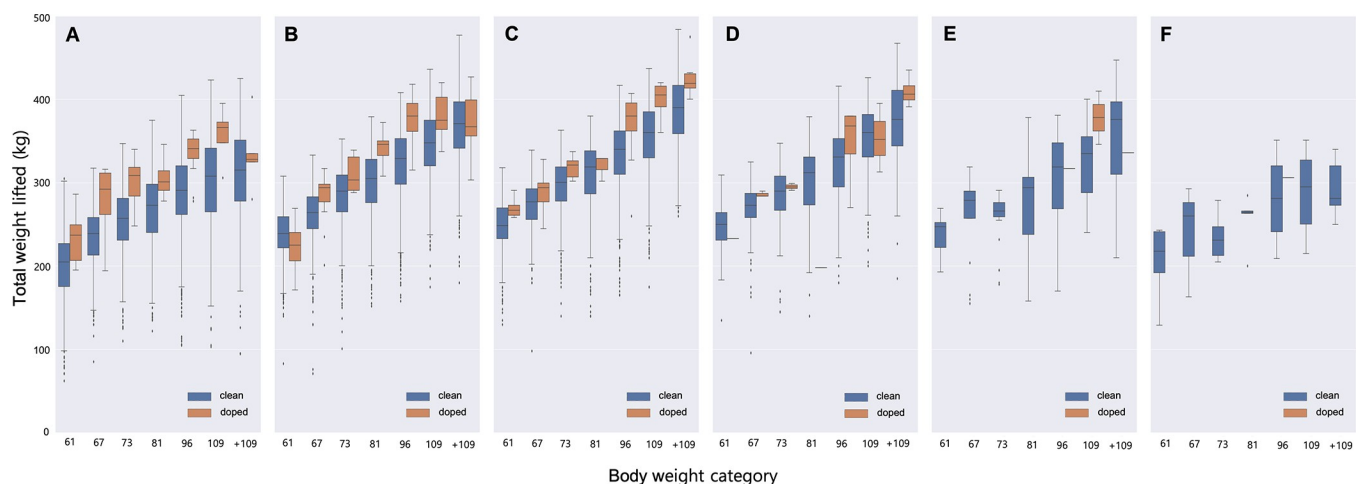 Total weight lifted (kg)
500
400
300
200
100
0
A
B
C
D
E
F
clean
doped
clean
doped
clean
doped
clean
doped
clean
doped
clean
doped
61 67 73 81 96 109 +109
61 67 73 81 96 109 +109
61 67 73 81 96 109 +109
61 67 73 81 96 109 +109
61 67 73 81 96 109 +109
61 67 73 81 96 109 +109
Body weight category